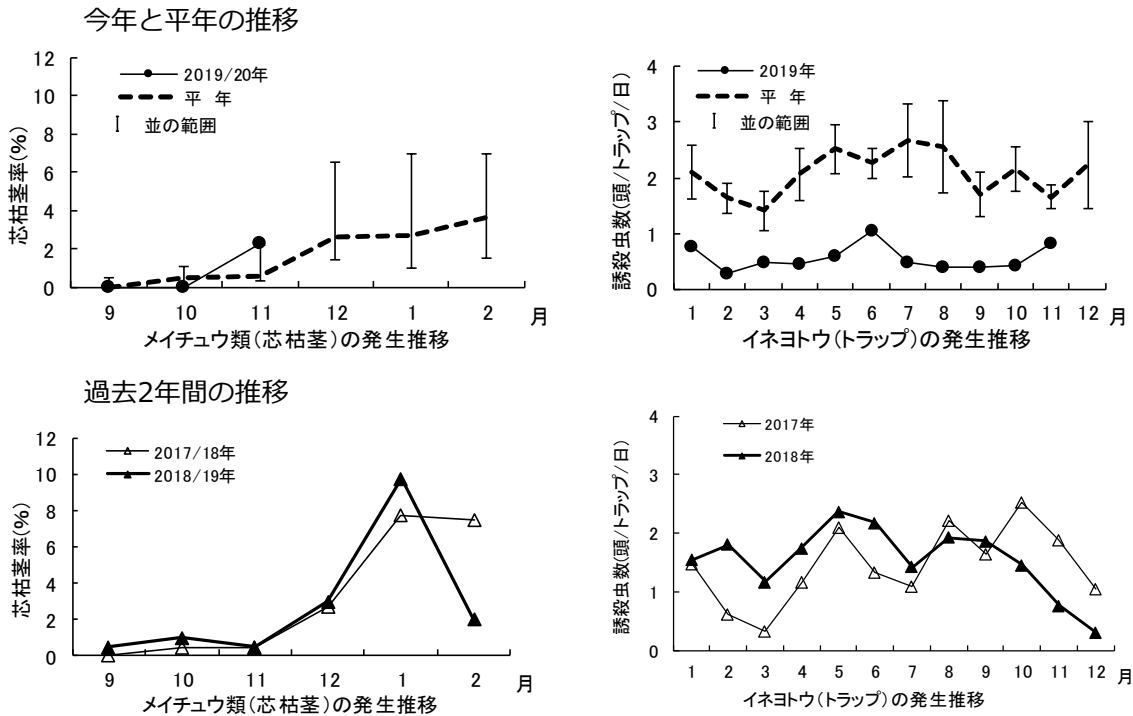 今年と平年の推移
芯枯茎率(%)
12
10
8
6
4
2
0
2019/20年
平 年
並の範囲
9 10 11 12 1 2 月
メイチュウ類(芯枯茎)の発生推移
誘殺虫数(頭/トラップ/日)
4
3
2
1
0
2019年
平 年
並の範囲
1 2 3 4 5 6 7 8 9 10 11 12 月
イネヨトウ(トラップ)の発生推移
過去2年間の推移
芯枯茎率(%)
12
10
8
6
4
2
0
2017/18年
2018/19年
9 10 11 12 1 2 月
メイチュウ類(芯枯茎)の発生推移
誘殺虫数(頭/トラップ/日)
4
3
2
1
0
2017年
2018年
1 2 3 4 5 6 7 8 9 10 11 12 月
イネヨトウ(トラップ)の発生推移